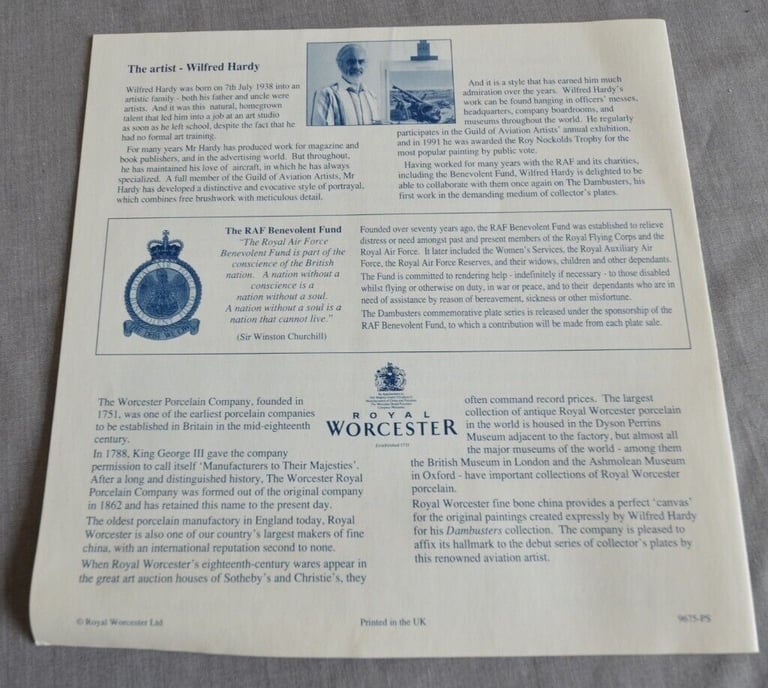 The artist - Wilfred Hardy
Wilfred Hardy was born on 7th July 1938 into an
artistic family - both his father and uncle were
artists. And it was this natural, homegrown
talent that led him into a job at an art studio
as soon as he left school, despite the fact that he
had no formal art training.
For many years Mr Hardy has produced work for magazine and
book publishers, and in the advertising world. But throughout,
he has maintained his love of aircraft, in which he has always
specialized. A full member of the Guild of Aviation Artists, Mr
Hardy has developed a distinctive and evocative style of portrayal,
which combines free brushwork with meticulous detail.
And it is a style that has earned him much
admiration over the years. Wilfred Hardy's
work can be found hanging in officers' messes,
headquarters, company boardrooms, and
museums throughout the world. He regularly
participates in the Guild of Aviation Artists' annual exhibition,
and in 1991 he was awarded the Roy Nockolds Trophy for the
most popular painting by public vote.
Having worked for many years with the RAF and its charities,
including the Benevolent Fund, Wilfred Hardy is delighted to be
able to collaborate with them once again on The Dambusters, his
first work in the demanding medium of collector's plates.
The RAF Benevolent Fund
"The Royal Air Force
Benevolent Fund is part of the
conscience of the British
nation. A nation without a
conscience is a
nation without a soul.
A nation without a soul is a
nation that cannot live."
(Sir Winston Churchill)
Founded over seventy years ago, the RAF Benevolent Fund was established to relieve
distress or need amongst past and present members of the Royal Flying Corps and the
Royal Air Force. It later included the Women's Services, the Royal Auxiliary Air
Force, the Royal Air Force Reserves, and their widows, children and other dependants.
The Fund is committed to rendering help - indefinitely if necessary - to those disabled
whilst flying or otherwise on duty, in war or peace, and to their dependants who are in
need of assistance by reason of bereavement, sickness or other misfortune.
The Dambusters commemorative plate series is released under the sponsorship of the
RAF Benevolent Fund, to which a contribution will be made from each plate sale.
ROYAL
WORCESTER
Established 1751
The Worcester Porcelain Company, founded in
1751, was one of the earliest porcelain companies
to be established in Britain in the mid-eighteenth
century.
In 1788, King George III gave the company
permission to call itself 'Manufacturers to Their Majesties'.
After a long and distinguished history, The Worcester Royal
Porcelain Company was formed out of the original company
in 1862 and has retained this name to the present day.
The oldest porcelain manufactory in England today, Royal
Worcester is also one of our country's largest makers of fine
china, with an international reputation second to none.
When Royal Worcester's eighteenth-century wares appear in
the great art auction houses of Sotheby's and Christie's, they
often command record prices. The largest
collection of antique Royal Worcester porcelain
in the world is housed in the Dyson Perrins
Museum adjacent to the factory, but almost all
the major museums of the world - among them
the British Museum in London and the Ashmolean Museum
in Oxford - have important collections of Royal Worcester
porcelain.
Royal Worcester fine bone china provides a perfect 'canvas'
for the original paintings created expressly by Wilfred Hardy
for his Dambusters collection. The company is pleased to
affix its hallmark to the debut series of collector's plates by
this renowned aviation artist.
© Royal Worcester Ltd
Printed in the UK
9675-PS